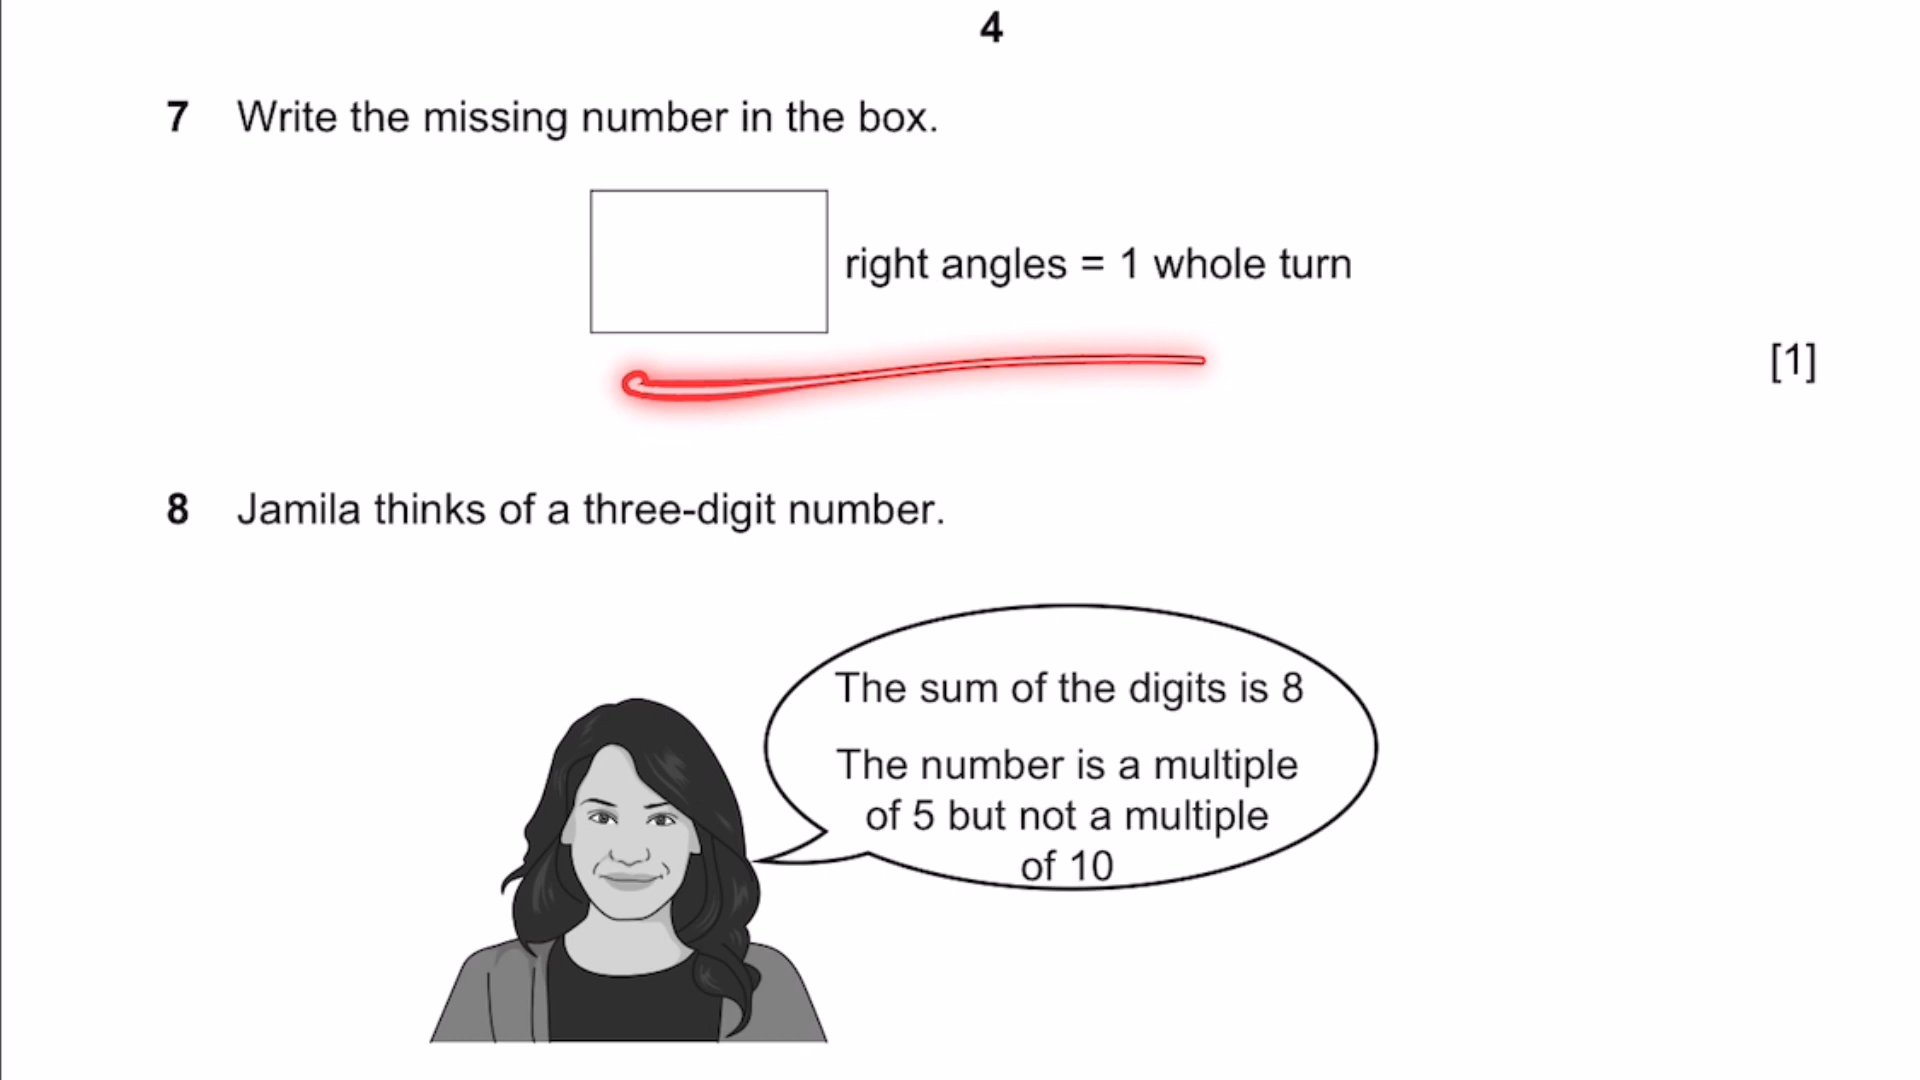 4
7 Write the missing number in the box.
right angles = 1 whole turn
[1]
8 Jamila thinks of a three-digit number.
The sum of the digits is 8
The number is a multiple
of 5 but not a multiple
of 10